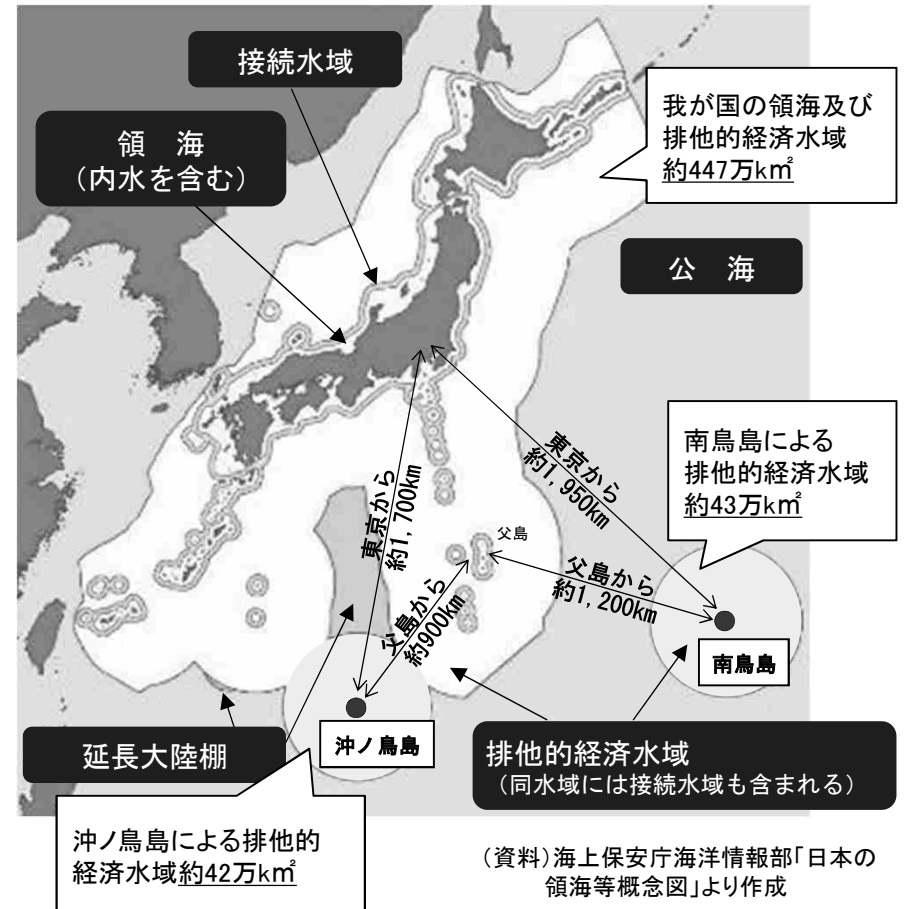 接続水域
領　海
（内水を含む）
我が国の領海及び
排他的経済水域
約447万k㎡
公　海
南鳥島による
排他的経済水域
約43万k㎡
東京から
約1,950km
東京から
約1,700km
父島
父島から
約1,200km
父島から
約900km
南鳥島
沖ノ鳥島
延長大陸棚
排他的経済水域
（同水域には接続水域も含まれる）
沖ノ鳥島による排他的
経済水域約42万k㎡
（資料）海上保安庁海洋情報部「日本の
領海等概念図」より作成